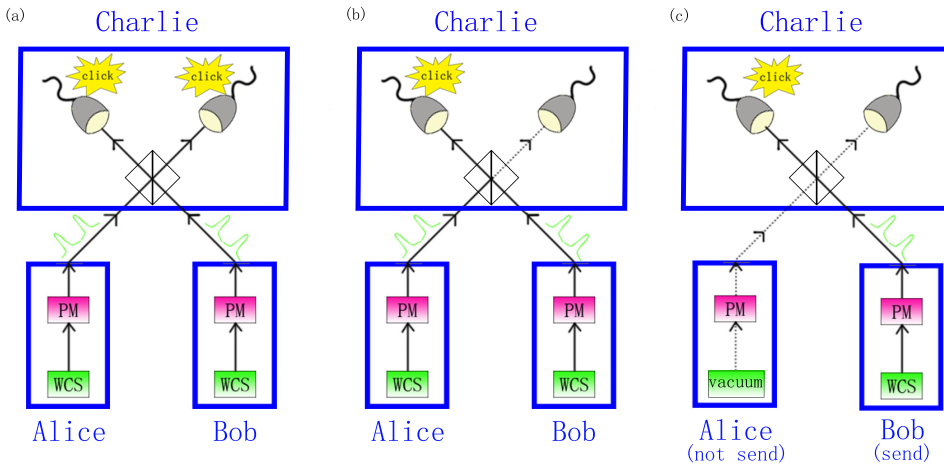 (a)
Charlie
click
click
PM
PM
WCS
WCS
Alice
Bob
(b)
Charlie
click
PM
PM
WCS
WCS
Alice
Bob
(c)
Charlie
click
PM
PM
vacuum
WCS
Alice
(not send)
Bob
(send)